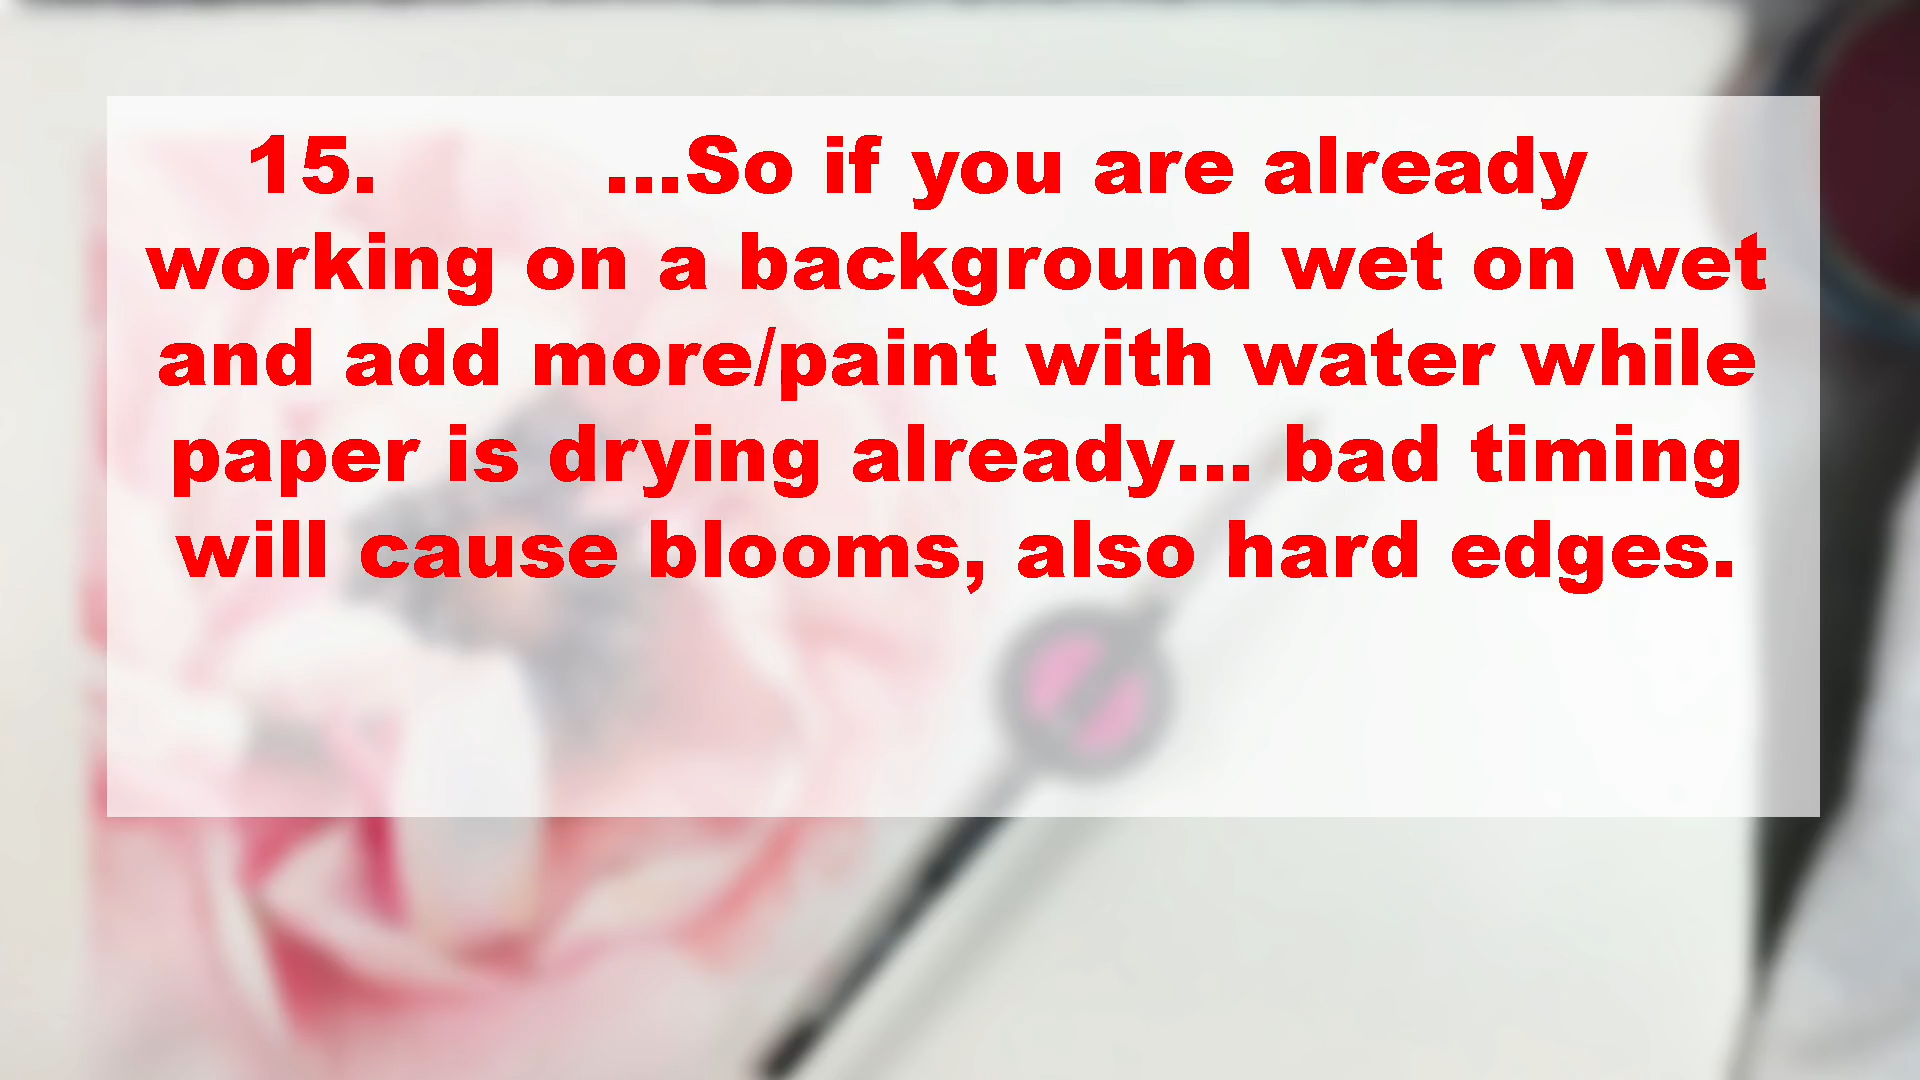 15. ...So if you are already
working on a background wet on wet
and add more/paint with water while
paper is drying already... bad timing
will cause blooms, also hard edges.